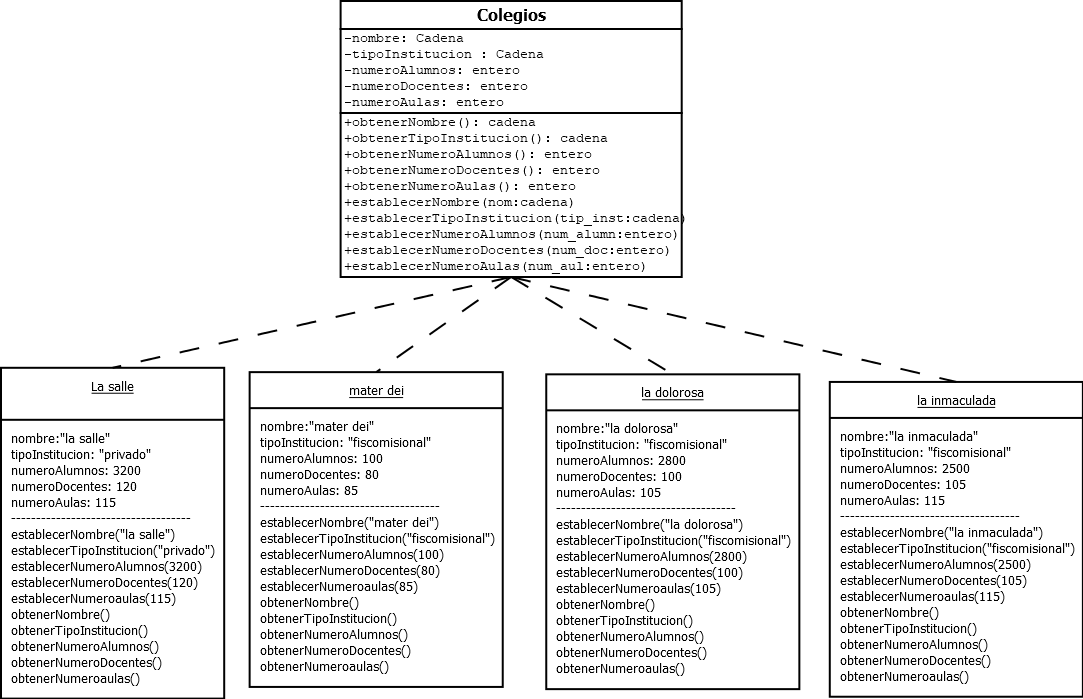 Colegios
-nombre: Cadena
-tipoInstitucion : Cadena
-numeroAlumnos: entero
-numeroDocentes: entero
-numeroAulas: entero
+obtenerNombre(): cadena
+obtenerTipoInstitucion(): cadena
+obtenerNumeroAlumnos(): entero
+obtenerNumeroDocentes(): entero
+obtenerNumeroAulas(): entero
+establecerNombre(nom:cadena)
+establecerTipoInstitucion(tip_inst:cadena)
+establecerNumeroAlumnos(num_alumn:entero)
+establecerNumeroDocentes(num_doc:entero)
+establecerNumeroAulas(num_aul:entero)
La salle
nombre:"la salle"
tipoInstitucion: "privado"
numeroAlumnos: 3200
numeroDocentes: 120
numeroAulas: 115
------------------------------------
establecerNombre("la salle")
establecerTipoInstitucion("privado")
establecerNumeroAlumnos(3200)
establecerNumeroDocentes(120)
establecerNumeroaulas(115)
obtenerNombre()
obtenerTipoInstitucion()
obtenerNumeroAlumnos()
obtenerNumeroDocentes()
obtenerNumeroaulas()
mater dei
nombre:"mater dei"
tipoInstitucion: "fiscomisional"
numeroAlumnos: 100
numeroDocentes: 80
numeroAulas: 85
------------------------------------
establecerNombre("mater dei")
establecerTipoInstitucion("fiscomisional")
establecerNumeroAlumnos(100)
establecerNumeroDocentes(80)
establecerNumeroaulas(85)
obtenerNombre()
obtenerTipoInstitucion()
obtenerNumeroAlumnos()
obtenerNumeroDocentes()
obtenerNumeroaulas()
la dolorosa
nombre:"la dolorosa"
tipoInstitucion: "fiscomisional"
numeroAlumnos: 2800
numeroDocentes: 100
numeroAulas: 105
------------------------------------
establecerNombre("la dolorosa")
establecerTipoInstitucion("fiscomisional")
establecerNumeroAlumnos(2800)
establecerNumeroDocentes(100)
establecerNumeroaulas(105)
obtenerNombre()
obtenerTipoInstitucion()
obtenerNumeroAlumnos()
obtenerNumeroDocentes()
obtenerNumeroaulas()
la inmaculada
nombre:"la inmaculada"
tipoInstitucion: "fiscomisional"
numeroAlumnos: 2500
numeroDocentes: 105
numeroAulas: 115
------------------------------------
establecerNombre("la inmaculada")
establecerTipoInstitucion("fiscomisional")
establecerNumeroAlumnos(2500)
establecerNumeroDocentes(105)
establecerNumeroaulas(115)
obtenerNombre()
obtenerTipoInstitucion()
obtenerNumeroAlumnos()
obtenerNumeroDocentes()
obtenerNumeroaulas()